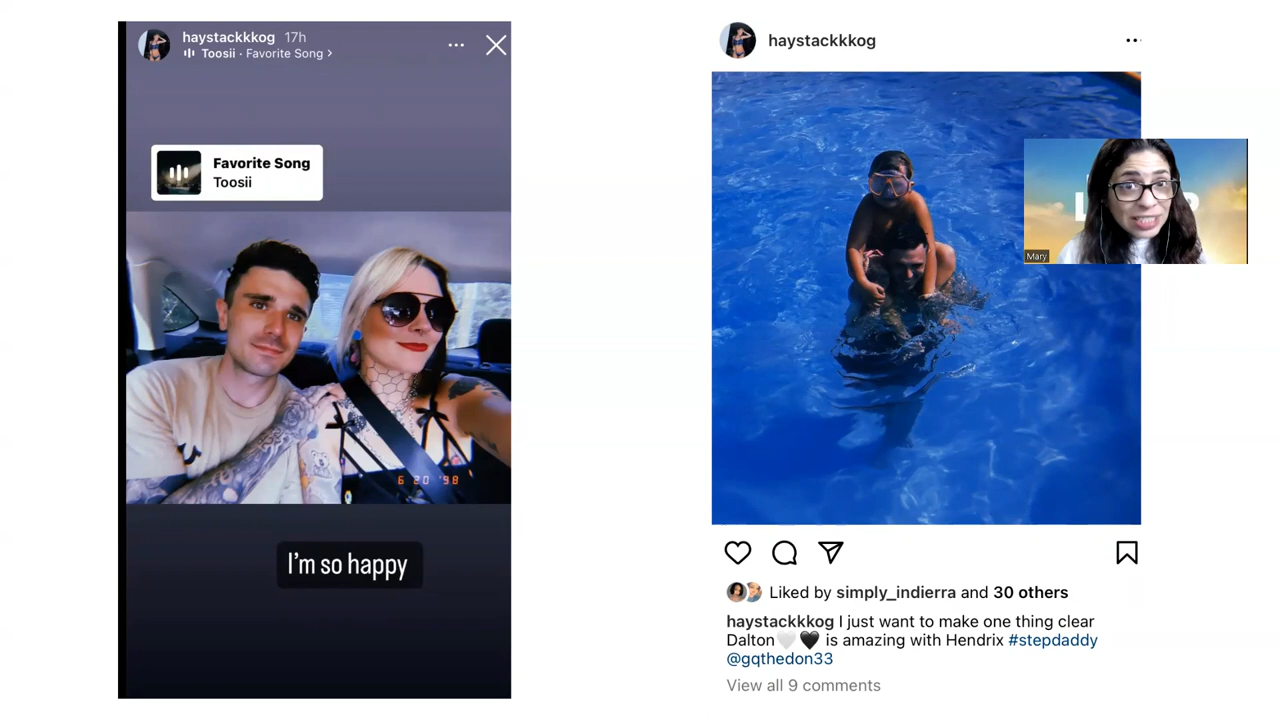 haystackkkog 17h
Toosii · Favorite Song >
Favorite Song
Toosii
6 20 '98
I'm so happy
haystackkkog
Mary
Liked by simply_indierra and 30 others
haystackkkog I just want to make one thing clear
Dalton🤍🖤 is amazing with Hendrix #stepdaddy
@gqthedon33
View all 9 comments